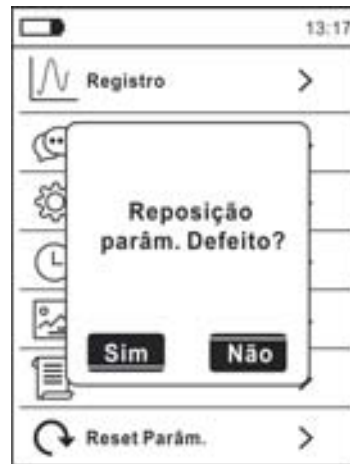 13:17
Registro
Reposição
parâm. Defeito?
Sim
Não
Reset Parâm.